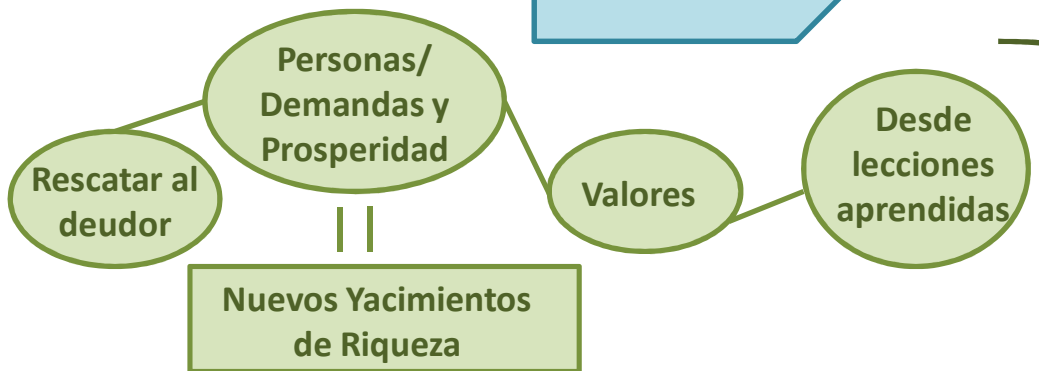 Personas/
Demandas y
Prosperidad
Rescatar al
deudor
Valores
Desde
lecciones
aprendidas
Nuevos Yacimientos
de Riqueza